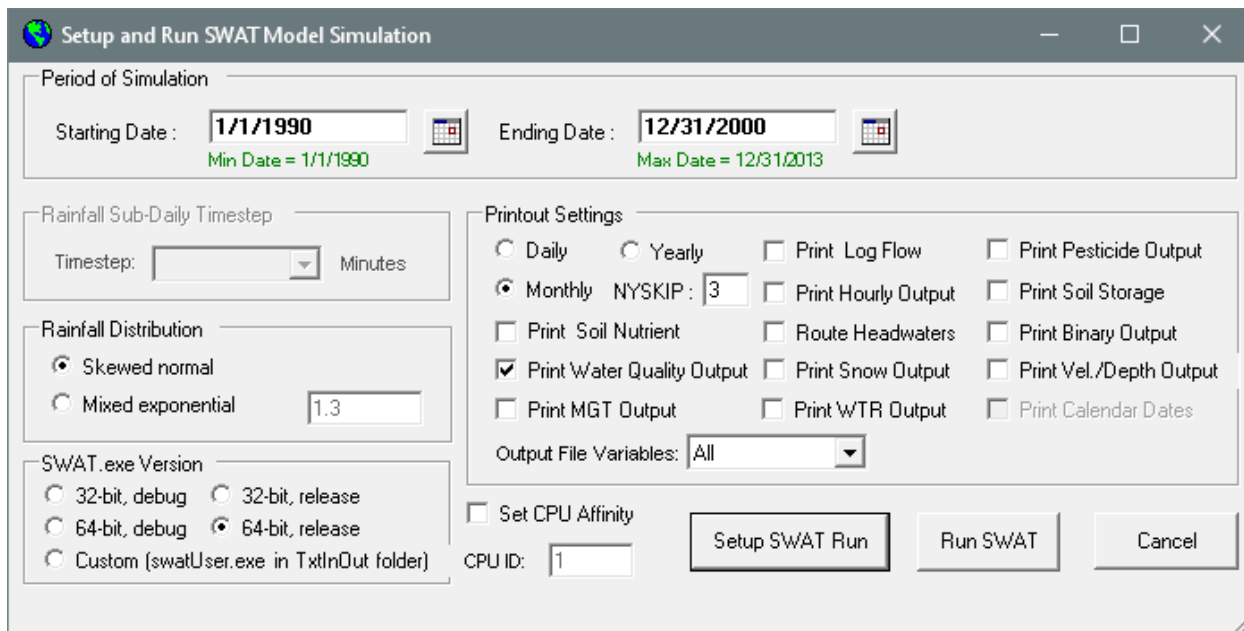 Setup and Run SWAT Model Simulation
Period of Simulation
Starting Date : 1/1/1990 Ending Date : 12/31/2000
Min Date = 1/1/1990 Max Date = 12/31/2013
Rainfall Sub-Daily Timestep
Timestep: Minutes
Rainfall Distribution
Skewed normal
Mixed exponential 1.3
SWAT.exe Version
32-bit, debug 32-bit, release
64-bit, debug 64-bit, release
Custom (swatUser.exe in TxtInOut folder)
Printout Settings
Daily Yearly Print Log Flow Print Pesticide Output
Monthly NYSKIP : 3 Print Hourly Output Print Soil Storage
Print Soil Nutrient Route Headwaters Print Binary Output
Print Water Quality Output Print Snow Output Print Vel./Depth Output
Print MGT Output Print WTR Output Print Calendar Dates
Output File Variables: All
Set CPU Affinity
CPU ID: 1
Setup SWAT Run Run SWAT Cancel